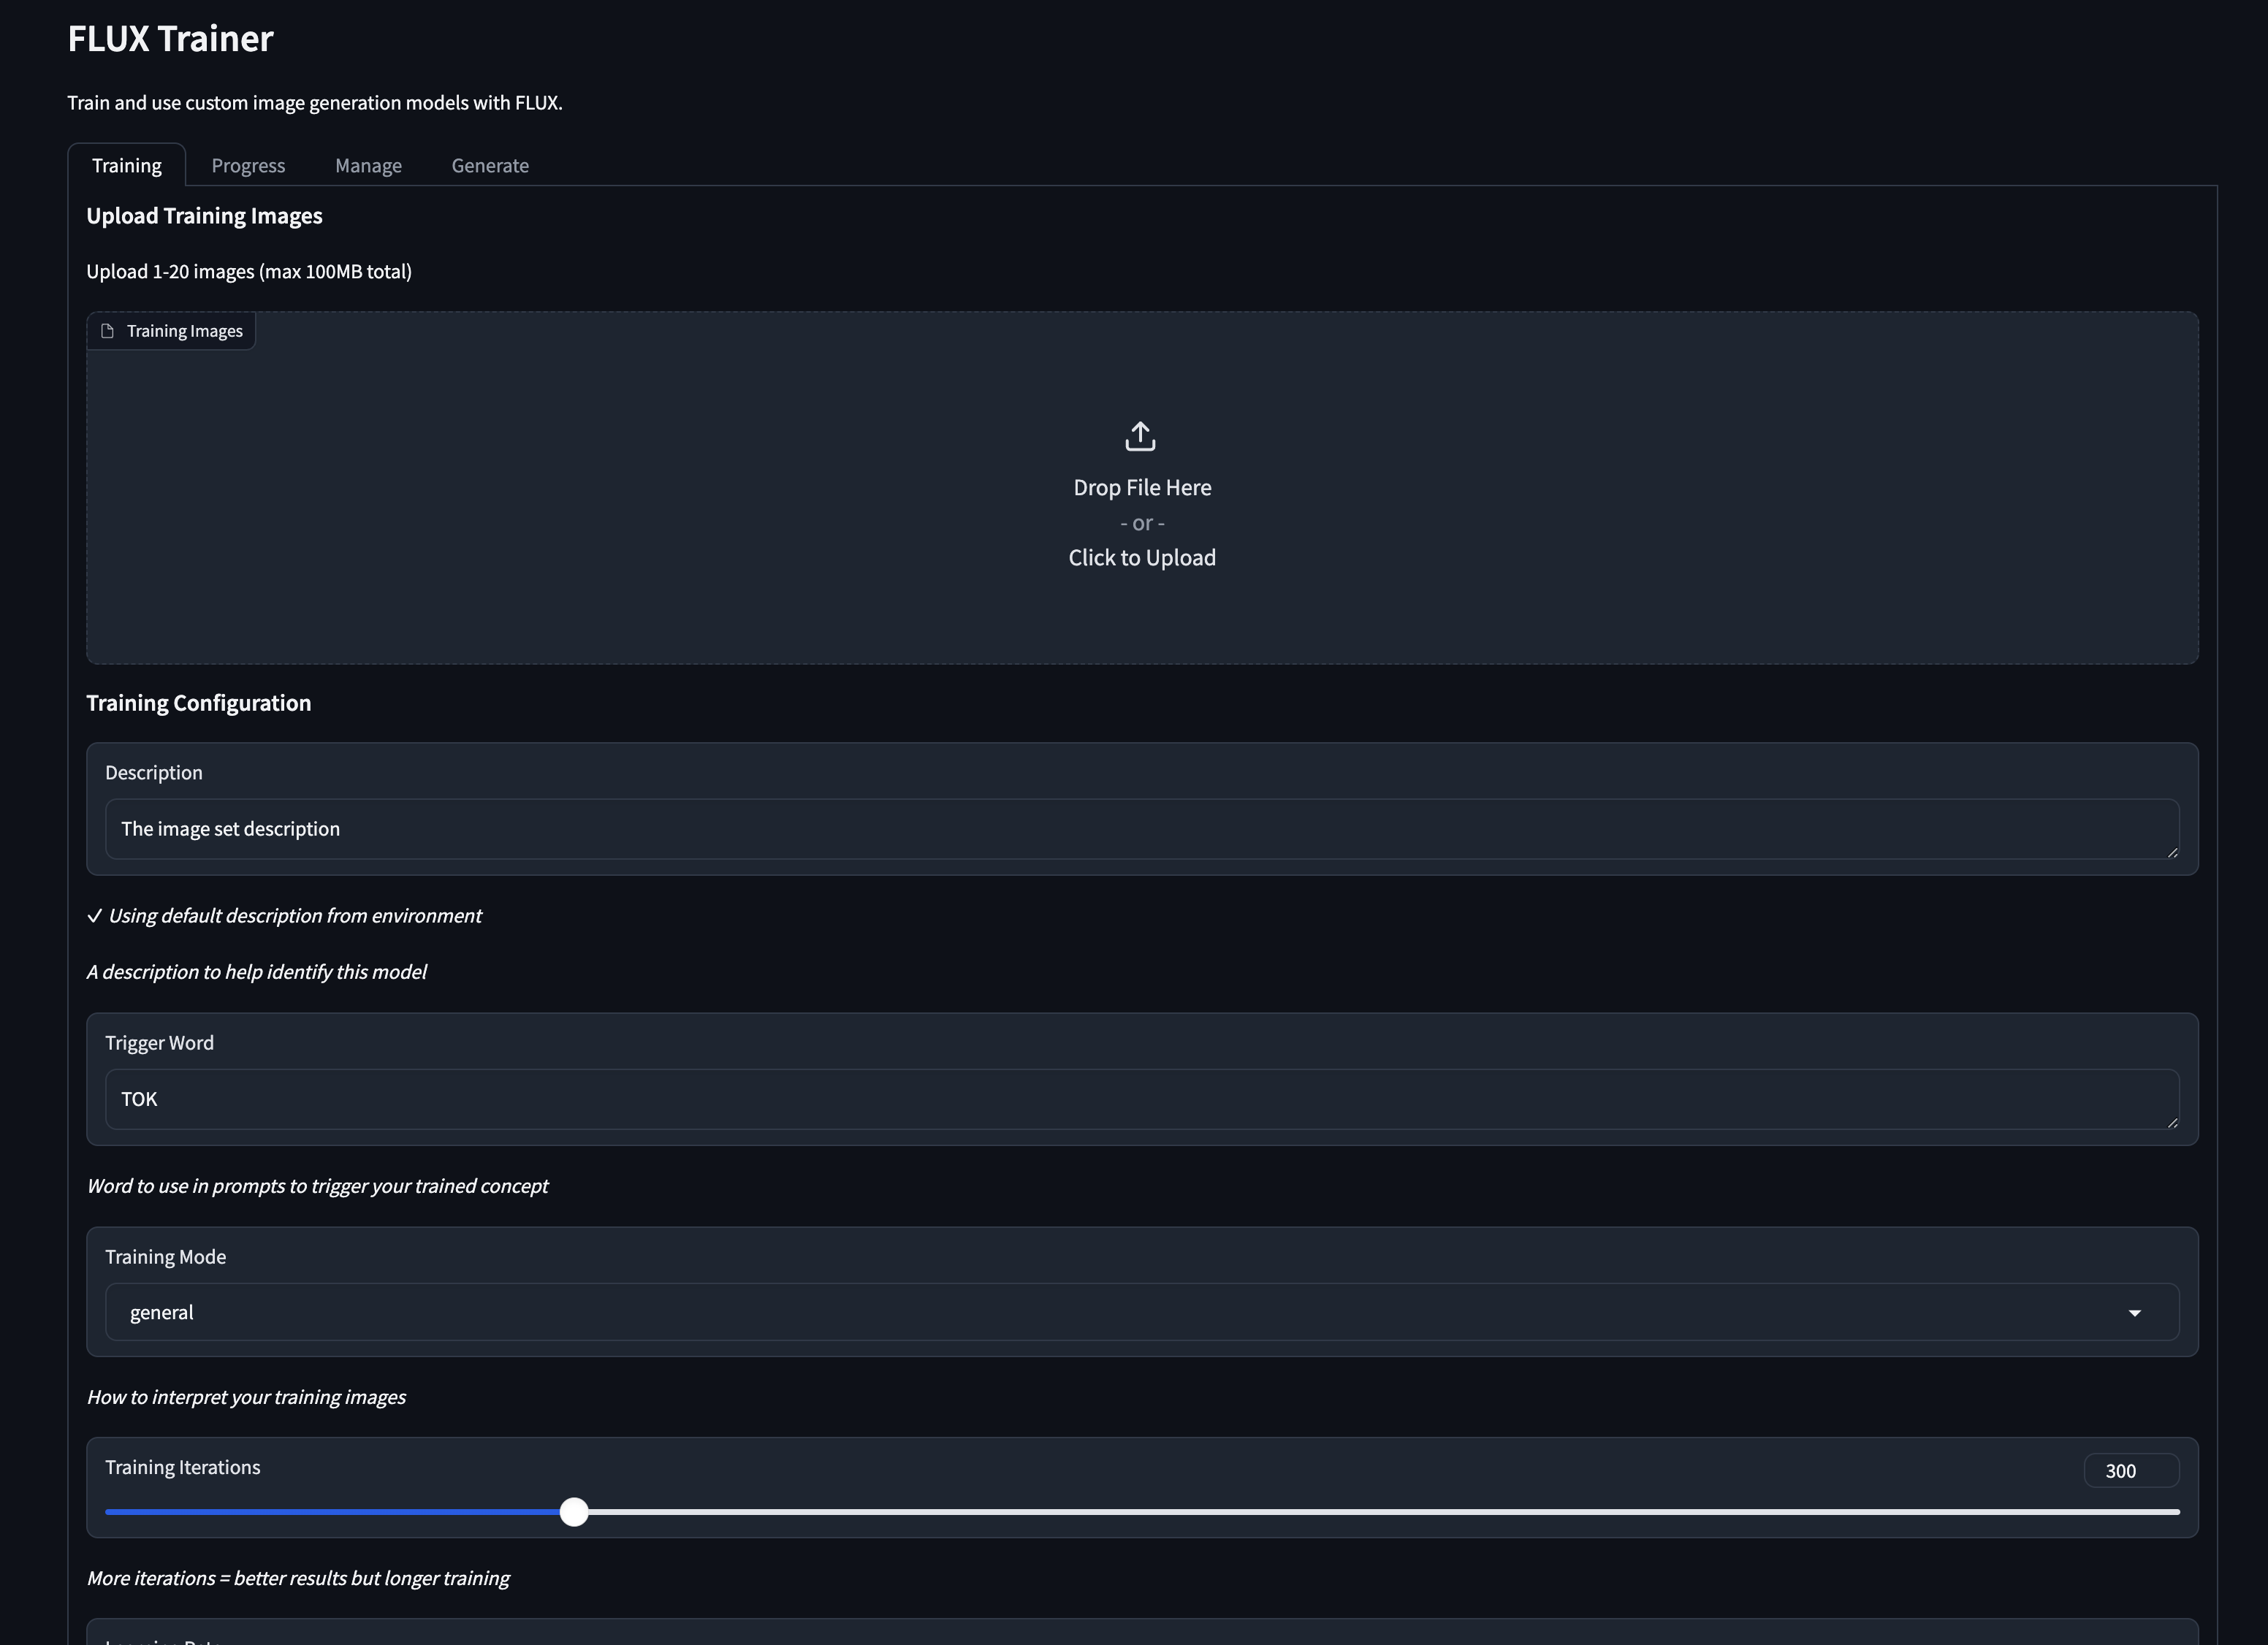 FLUX Trainer
Train and use custom image generation models with FLUX.
Training Progress Manage Generate
Upload Training Images
Upload 1-20 images (max 100MB total)
Training Images
Drop File Here
- or -
Click to Upload
Training Configuration
Description
The image set description
✓ Using default description from environment
A description to help identify this model
Trigger Word
TOK
Word to use in prompts to trigger your trained concept
Training Mode
general
How to interpret your training images
Training Iterations
300
More iterations = better results but longer training